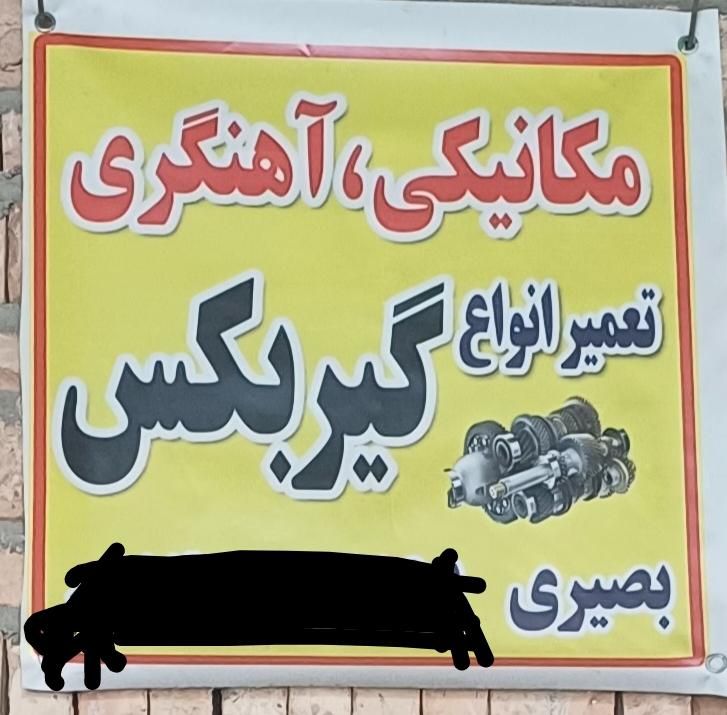 مکانیکی، آهنگری
تعمیر انواع
گیربکس
بصیری